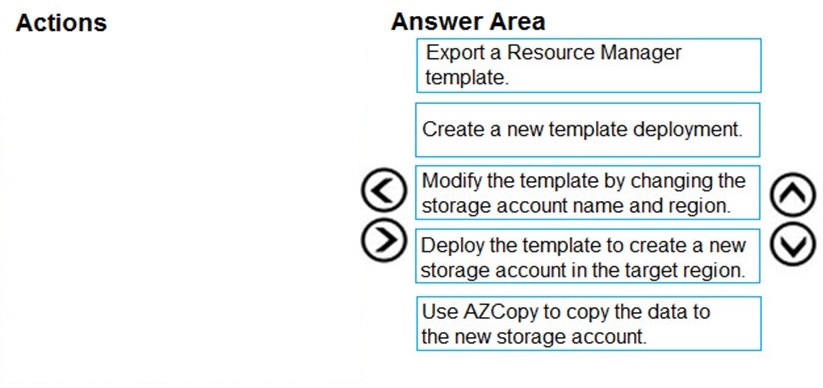 Actions
Answer Area
Export a Resource Manager
template.
Create a new template deployment.
Modify the template by changing the
storage account name and region.
Deploy the template to create a new
storage account in the target region.
Use AZCopy to copy the data to
the new storage account.